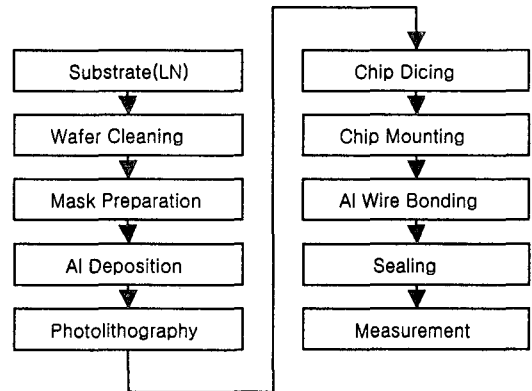 Substrate(LN)
Wafer Cleaning
Mask Preparation
Al Deposition
Photolithography
Chip Dicing
Chip Mounting
Al Wire Bonding
Sealing
Measurement